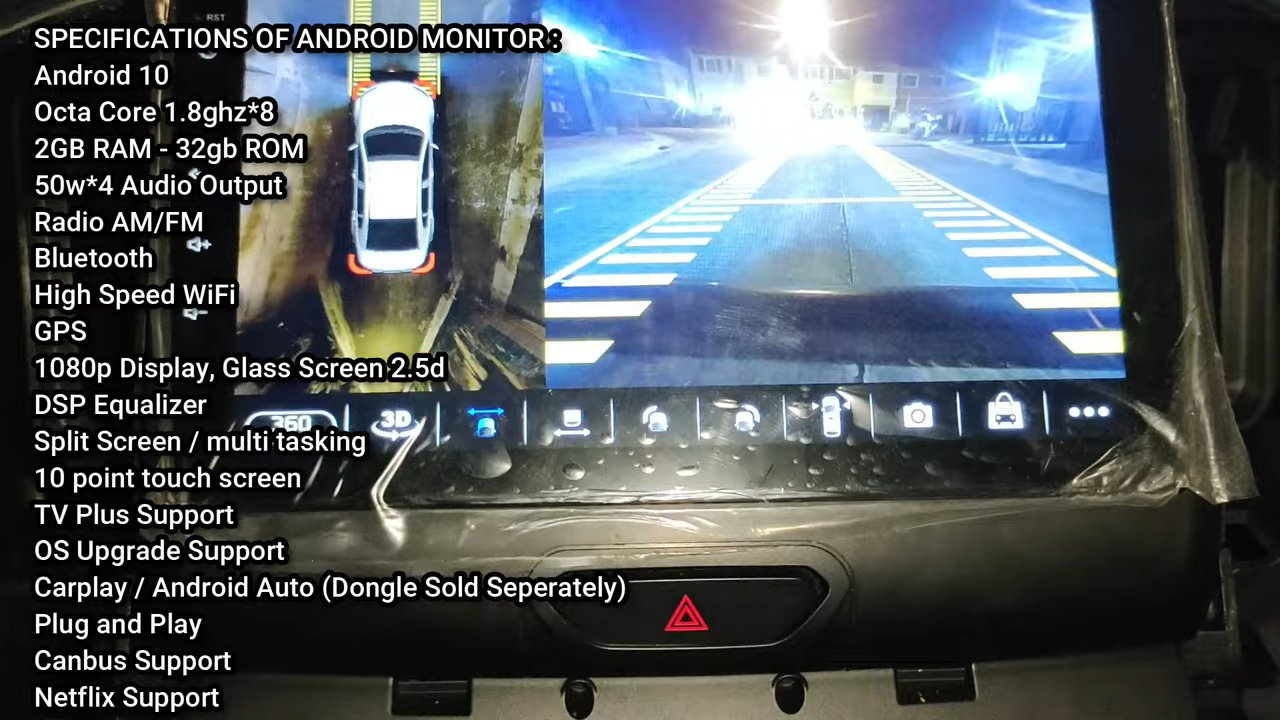 RST
SPECIFICATIONS OF ANDROID MONITOR :
Android 10
Octa Core 1.8ghz*8
2GB RAM - 32gb ROM
50w*4 Audio Output
Radio AM/FM
Bluetooth
High Speed WiFi
GPS
1080p Display, Glass Screen 2.5d
DSP Equalizer
360 3D
Split Screen / multi tasking
10 point touch screen
TV Plus Support
OS Upgrade Support
Carplay / Android Auto (Dongle Sold Seperately)
Plug and Play
Canbus Support
Netflix Support